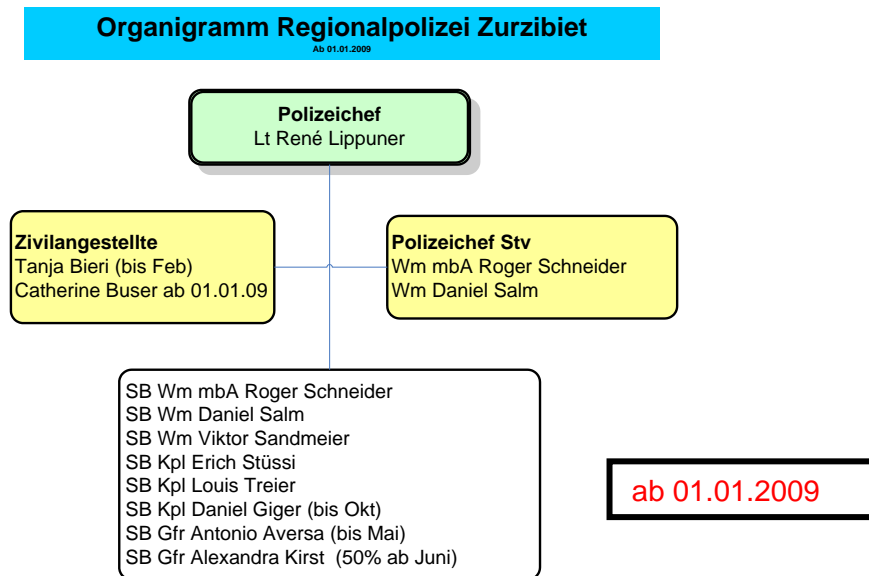 Organigramm Regionalpolizei Zurzibiet
Ab 01.01.2009
Polizeichef
Lt René Lippuner
Zivilangestellte
Tanja Bieri (bis Feb)
Catherine Buser ab 01.01.09
Polizeichef Stv
Wm mbA Roger Schneider
Wm Daniel Salm
SB Wm mbA Roger Schneider
SB Wm Daniel Salm
SB Wm Viktor Sandmeier
SB Kpl Erich Stüssi
SB Kpl Louis Treier
SB Kpl Daniel Giger (bis Okt)
SB Gfr Antonio Aversa (bis Mai)
SB Gfr Alexandra Kirst (50% ab Juni)
ab 01.01.2009